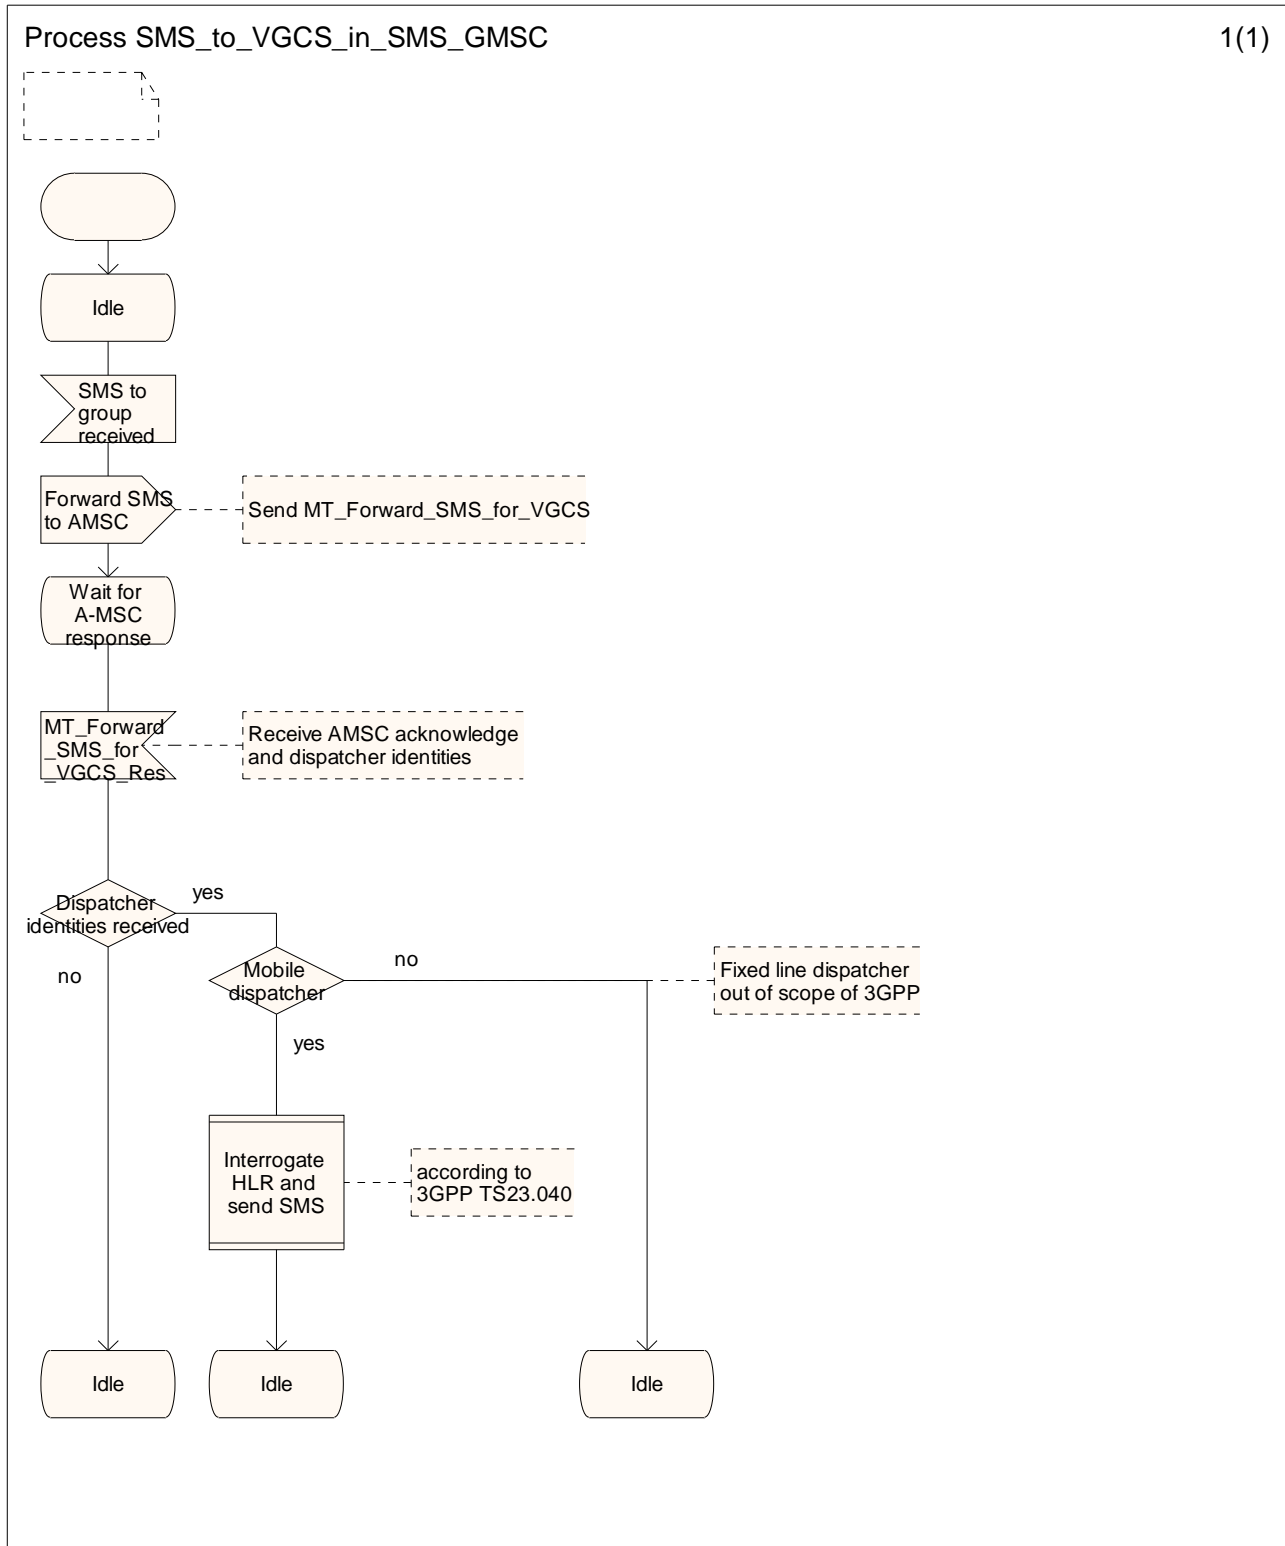 Process SMS_to_VGCS_in_SMS_GMSC
1(1)
Idle
SMS to
group
received
Forward SMS
to AMSC
Send MT_Forward_SMS_for_VGCS
Wait for
A-MSC
response
MT_Forward
_SMS_for
_VGCS_Res
Receive AMSC acknowledge
and dispatcher identities
Dispatcher
identities received
yes
no
Mobile
dispatcher
no
Fixed line dispatcher
out of scope of 3GPP
yes
Interrogate
HLR and
send SMS
according to
3GPP TS23.040
Idle
Idle
Idle